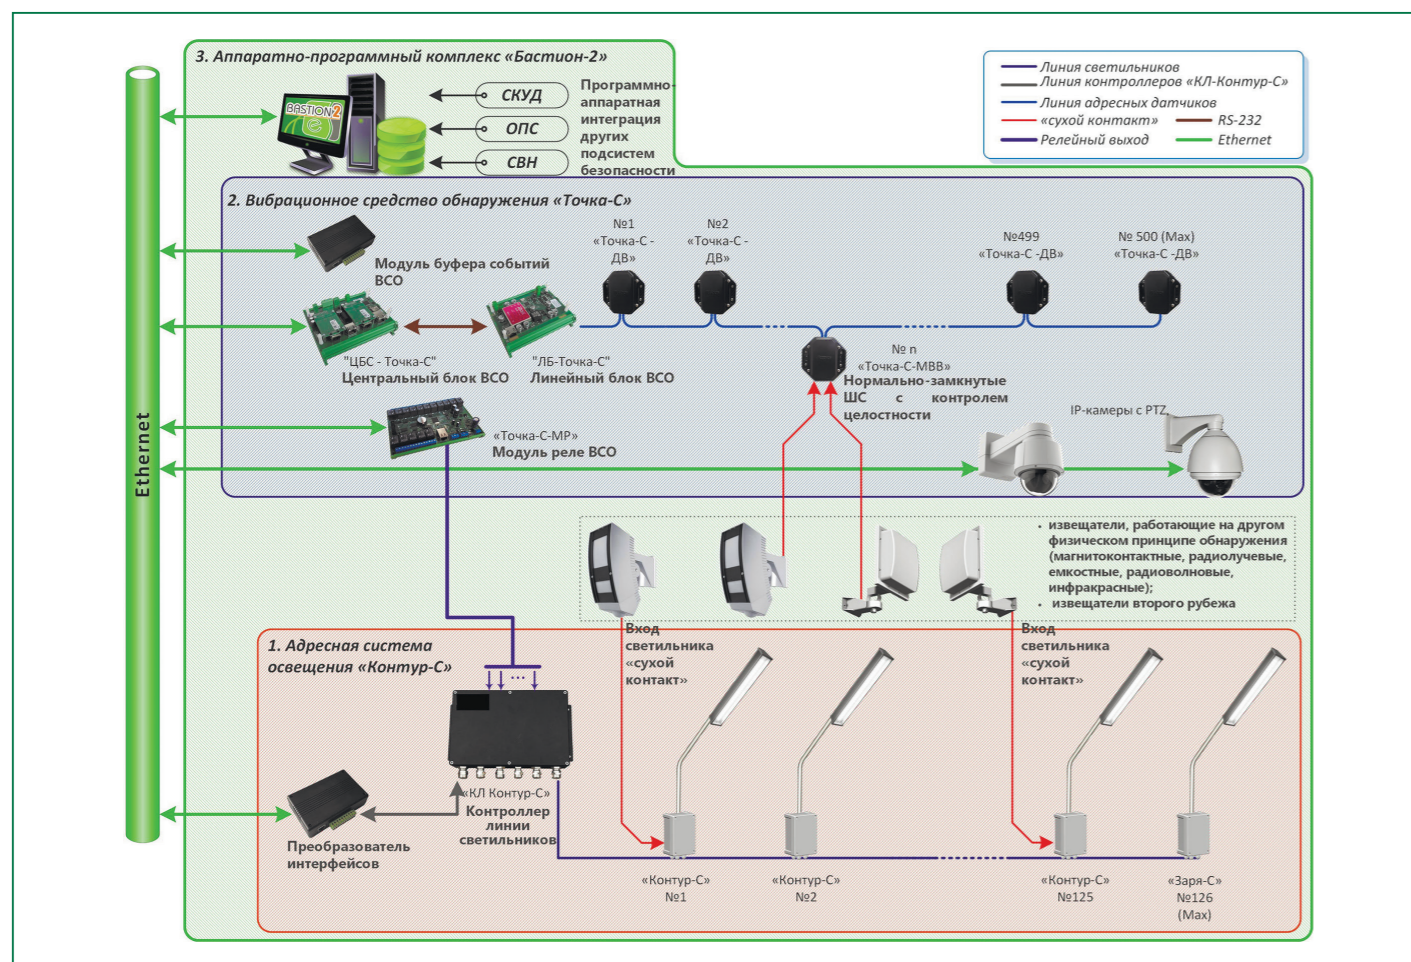 3. Аппаратно-программный комплекс «Бастион-2»
BASTION-2
СКУД
ОПС
СВН
Программно-
аппаратная
интеграция
других
подсистем
безопасности
Линия светильников
Линия контроллеров «КЛ-Контур-С»
Линия адресных датчиков
«сухой контакт»
RS-232
Релейный выход
Ethernet
Ethernet
2. Вибрационное средство обнаружения «Точка-С»
Модуль буфера событий
ВСО
№1
«Точка-С -
ДВ»
№2
«Точка-С -
ДВ»
№499
«Точка-С -ДВ»
№ 500 (Max)
«Точка-С -ДВ»
"ЦБС - Точка-С"
Центральный блок ВСО
"ЛБ-Точка-С"
Линейный блок ВСО
№ n
«Точка-С-МВВ»
Нормально-замкнутые
ШС с контролем
целостности
«Точка-С-МР»
Модуль реле ВСО
IP-камеры с PTZ
• извещатели, работающие на другом
физическом принципе обнаружения
(магнитоконтактные, радиолучевые,
емкостные, радиоволновые,
инфракрасные);
• извещатели второго рубежа
1. Адресная система
освещения «Контур-С»
...
Вход
светильника
«сухой
контакт»
Вход
светильника
«сухой
контакт»
«КЛ Контур-С»
Контроллер
линии
светильников
Преобразователь
интерфейсов
«Контур-С»
№1
«Контур-С»
№2
«Контур-С»
№125
«Заря-С»
№126
(Max)